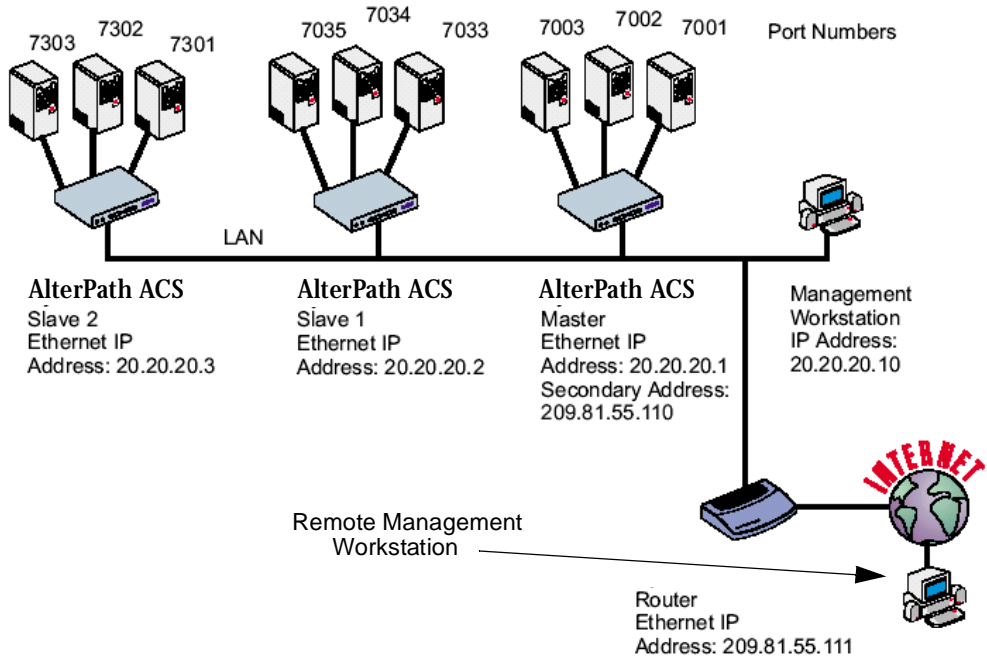 7303
7302
7301
7035
7034
7033
7003
7002
7001
Port Numbers
LAN
AlterPath ACS
Slave 2
Ethernet IP
Address: 20.20.20.3
AlterPath ACS
Slave 1
Ethernet IP
Address: 20.20.20.2
AlterPath ACS
Master
Ethernet IP
Address: 20.20.20.1
Secondary Address:
209.81.55.110
Management
Workstation
IP Address:
20.20.20.10
INTERNET
Remote Management
Workstation
Router
Ethernet IP
Address: 209.81.55.111